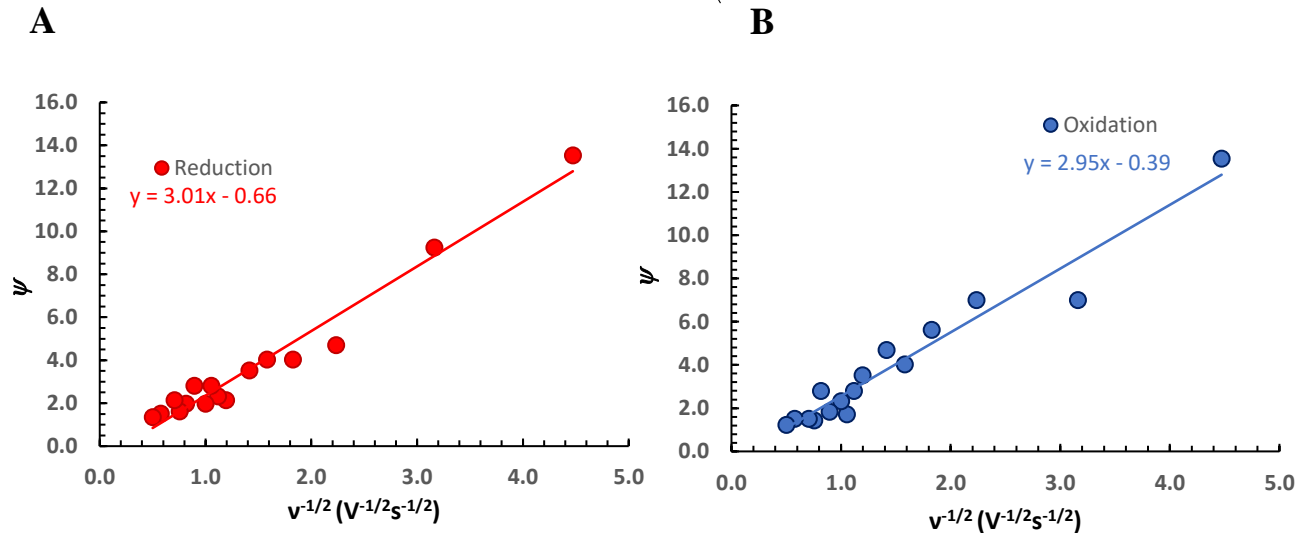 A
16.0
14.0
12.0
10.0
8.0
6.0
4.0
2.0
0.0
ψ
Reduction
y = 3.01x - 0.66
0.0 1.0 2.0 3.0 4.0 5.0
ν⁻¹/² (V⁻¹/²s⁻¹/²)
B
16.0
14.0
12.0
10.0
8.0
6.0
4.0
2.0
0.0
ψ
Oxidation
y = 2.95x - 0.39
0.0 1.0 2.0 3.0 4.0 5.0
ν⁻¹/² (V⁻¹/²s⁻¹/²)